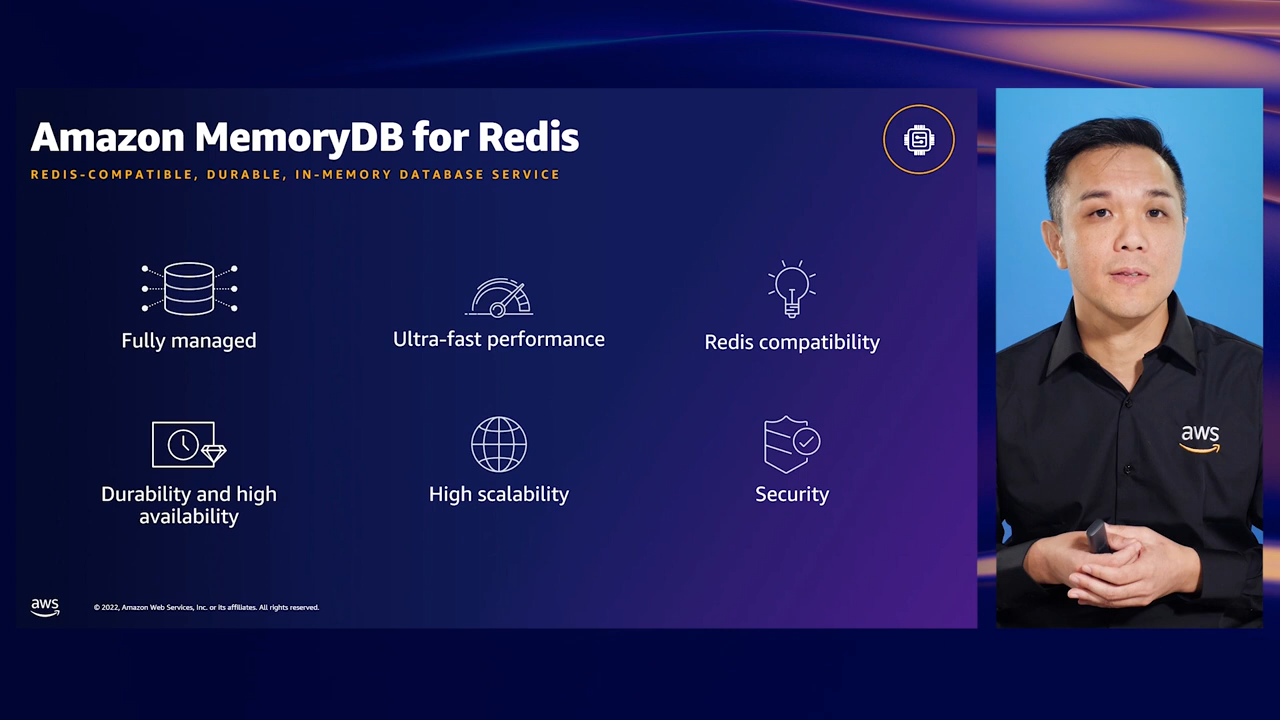 Amazon MemoryDB for Redis
REDIS-COMPATIBLE, DURABLE, IN-MEMORY DATABASE SERVICE
Fully managed
Ultra-fast performance
Redis compatibility
Durability and high
availability
High scalability
Security
aws
© 2022, Amazon Web Services, Inc. or its affiliates. All rights reserved.
aws